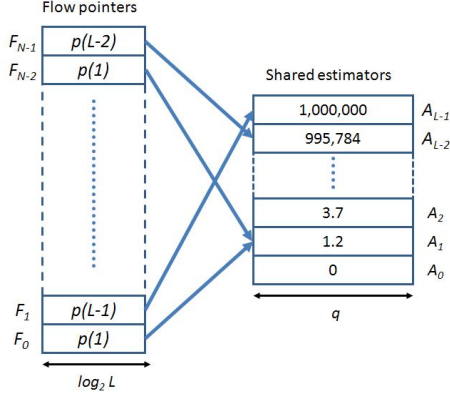 Flow pointers
F_{N-1} p(L-2)
F_{N-2} p(1)
F_1 p(L-1)
F_0 p(1)
log_2 L
Shared estimators
1,000,000 A_{L-1}
995,784 A_{L-2}
3.7 A_2
1.2 A_1
0 A_0
q